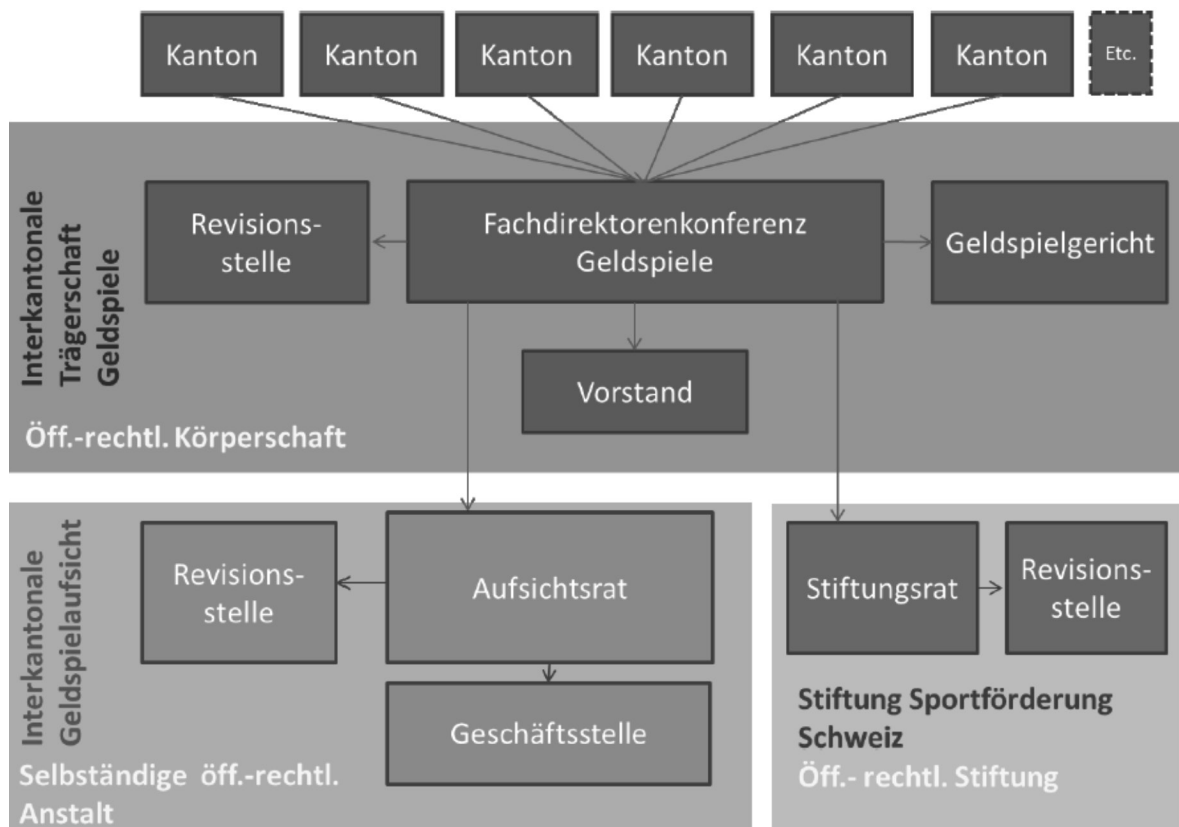 Kanton
Kanton
Kanton
Kanton
Kanton
Kanton
Etc.
Interkantonale
Trägerschaft
Geldspiele
Revisions-
stelle
Fachdirektorenkonferenz
Geldspiele
Geldspielgericht
Vorstand
Öff.-rechtl. Körperschaft
Interkantonale
Geldspielaufsicht
Revisions-
stelle
Aufsichtsrat
Geschäftsstelle
Selbständige öff.-rechtl.
Anstalt
Stiftungsrat
Revisions-
stelle
Stiftung Sportförderung
Schweiz
Öff.- rechtl. Stiftung